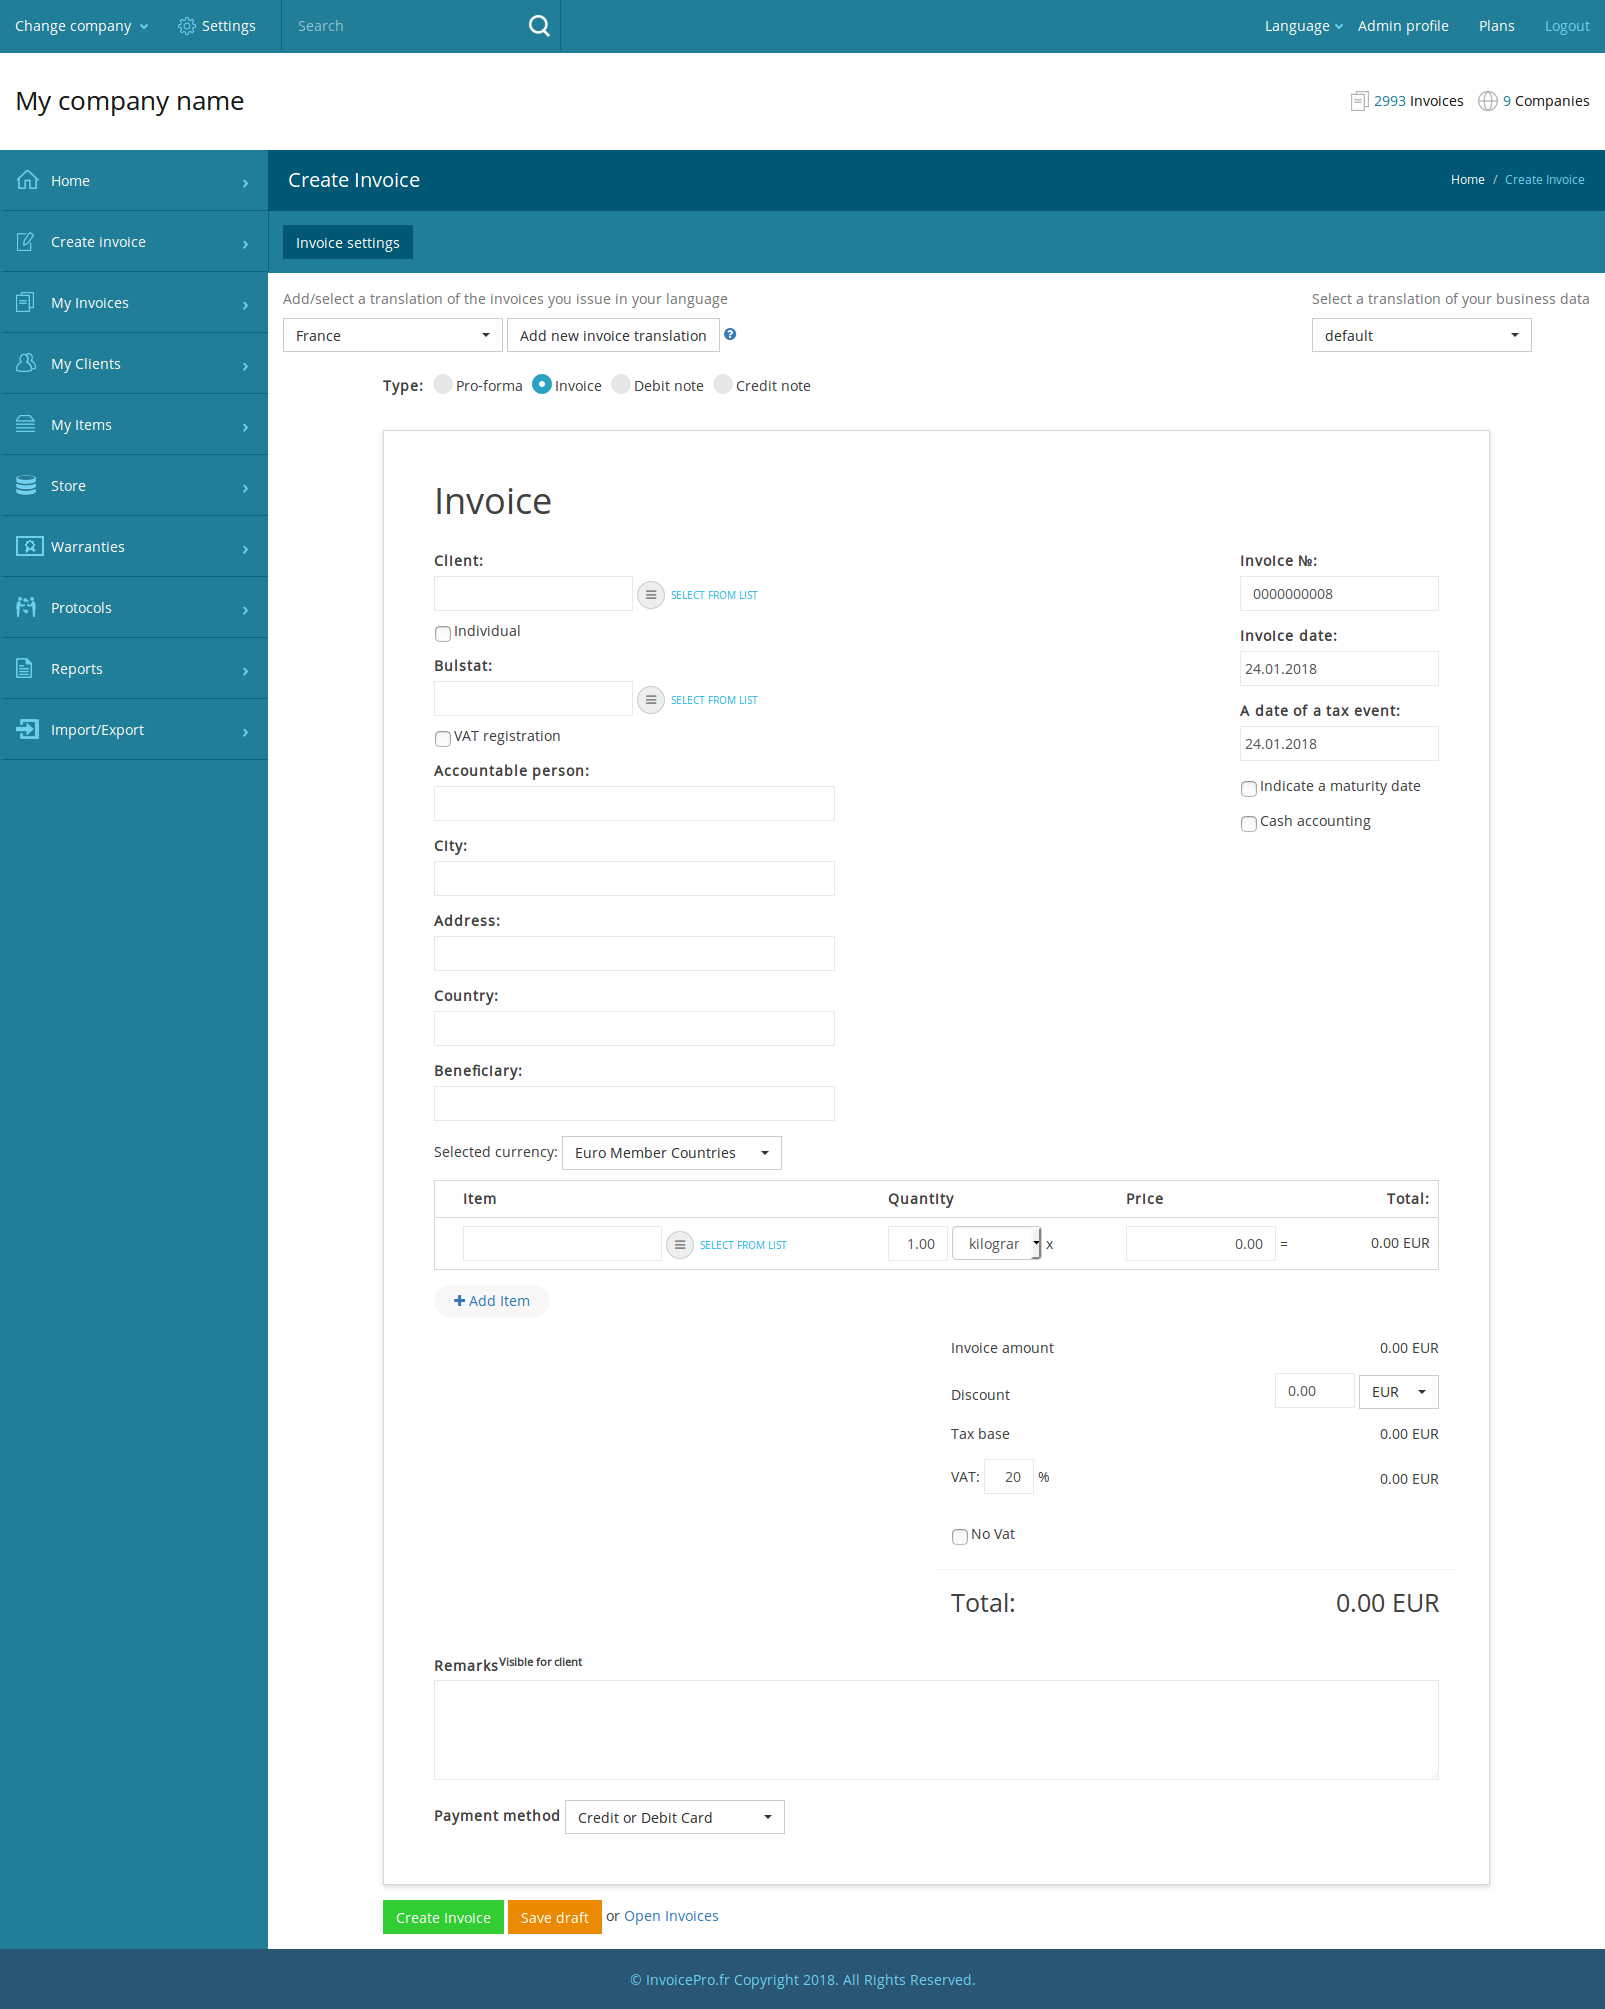 Change company Settings Search Language Admin profile Plans Logout
My company name 2993 Invoices 9 Companies
Home
Create invoice
My Invoices
My Clients
My Items
Store
Warranties
Protocols
Reports
Import/Export
Create Invoice Home / Create Invoice
Invoice settings
Add/select a translation of the invoices you issue in your language Select a translation of your business data
France Add new invoice translation ? default
Type: Pro-forma Invoice Debit note Credit note
Invoice
Client:
SELECT FROM LIST
Individual
Bulstat:
SELECT FROM LIST
VAT registration
Accountable person:
City:
Address:
Country:
Beneficiary:
Invoice №:
0000000008
Invoice date:
24.01.2018
A date of a tax event:
24.01.2018
Indicate a maturity date
Cash accounting
Selected currency: Euro Member Countries
Item Quantity Price Total:
SELECT FROM LIST 1.00 kilogram x 0.00 = 0.00 EUR
+ Add Item
Invoice amount 0.00 EUR
Discount 0.00 EUR
Tax base 0.00 EUR
VAT: 20 % 0.00 EUR
No Vat
Total: 0.00 EUR
Remarks Visible for client
Payment method Credit or Debit Card
Create Invoice Save draft or Open Invoices
© InvoicePro.fr Copyright 2018. All Rights Reserved.